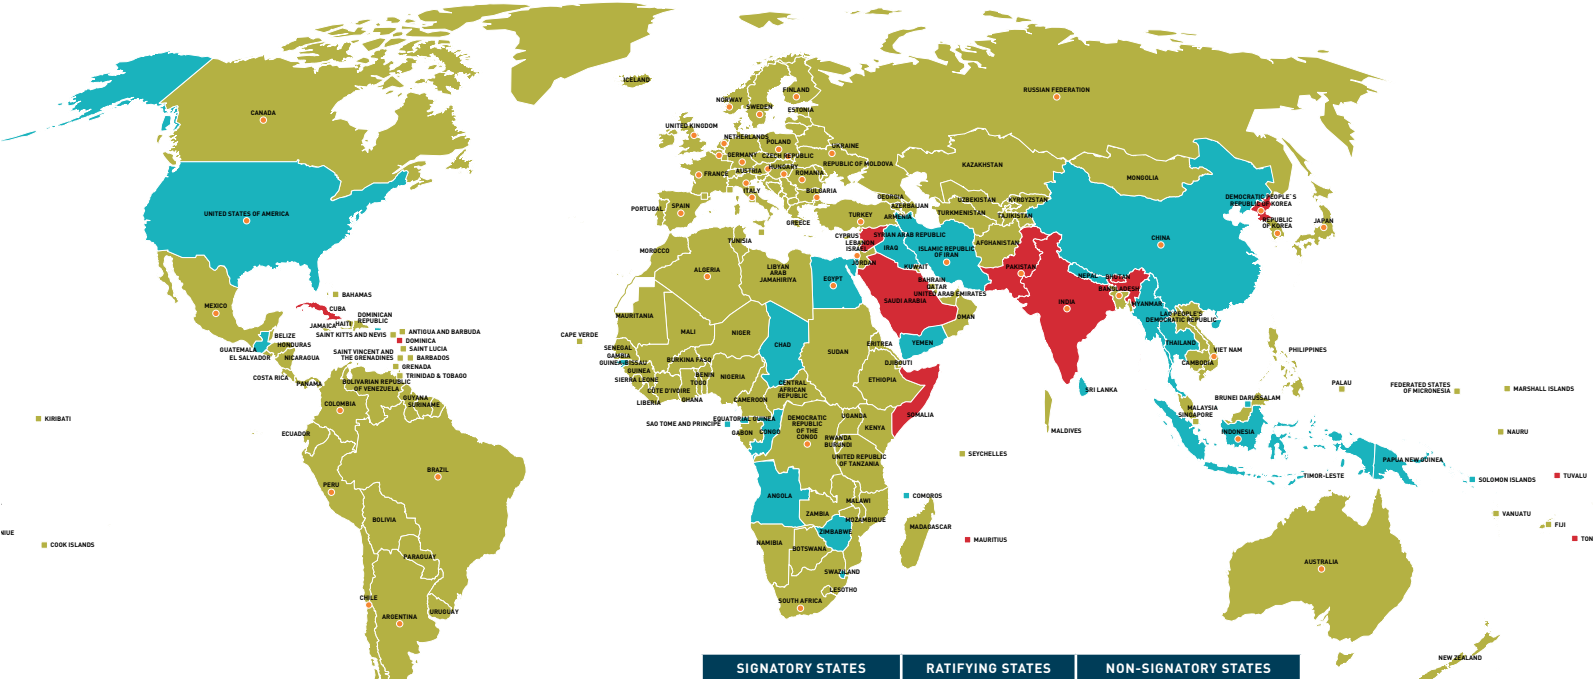 ICELAND
FINLAND
NORWAY
SWEDEN
ESTONIA
RUSSIAN FEDERATION
CANADA
UNITED KINGDOM
NETHERLANDS
POLAND
UKRAINE
GERMANY
CZECH REPUBLIC
REPUBLIC OF MOLDOVA
KAZAKHSTAN
FRANCE
AUSTRIA
HUNGARY
ROMANIA
MONGOLIA
ITALY
BULGARIA
GEORGIA
UZBEKISTAN
KYRGYZSTAN
DEMOCRATIC PEOPLE`S
REPUBLIC OF KOREA
PORTUGAL
SPAIN
AZERBAIJAN
UNITED STATES OF AMERICA
TURKEY
ARMENIA
TURKMENISTAN
TAJIKISTAN
GREECE
REPUBLIC
OF KOREA
JAPAN
CYPRUS
SYRIAN ARAB REPUBLIC
TUNISIA
LEBANON
ISRAEL
IRAQ
ISLAMIC REPUBLIC
OF IRAN
AFGHANISTAN
CHINA
MOROCCO
JORDAN
KUWAIT
PAKISTAN
ALGERIA
LIBYAN
ARAB
JAMAHIRIYA
EGYPT
BAHRAIN
QATAR
UNITED ARAB EMIRATES
NEPAL
BHUTAN
BANGLADESH
BAHAMAS
MEXICO
CUBA
SAUDI ARABIA
INDIA
MYANMAR
DOMINICAN
REPUBLIC
JAMAICA
HAITI
MAURITANIA
OMAN
LAO PEOPLE'S
DEMOCRATIC REPUBLIC
BELIZE
SAINT KITTS AND NEVIS
ANTIGUA AND BARBUDA
CAPE VERDE
MALI
NIGER
HONDURAS
DOMINICA
GUATEMALA
SAINT VINCENT AND
THE GRENADINES
SAINT LUCIA
SENEGAL
CHAD
SUDAN
ERITREA
YEMEN
THAILAND
VIET NAM
PHILIPPINES
EL SALVADOR
NICARAGUA
BARBADOS
GAMBIA
GUINEA-BISSAU
BURKINA FASO
DJIBOUTI
CAMBODIA
GRENADA
GUINEA
COSTA RICA
TRINIDAD & TOBAGO
SIERRA LEONE
BENIN
TOGO
NIGERIA
ETHIOPIA
PANAMA
BOLIVARIAN REPUBLIC
OF VENEZUELA
COTE D'IVOIRE
CENTRAL
AFRICAN
REPUBLIC
SRI LANKA
PALAU
FEDERATED STATES
OF MICRONESIA
MARSHALL ISLANDS
GUYANA
SURINAME
LIBERIA
GHANA
CAMEROON
BRUNEI DARUSSALAM
COLOMBIA
MALAYSIA
SINGAPORE
KIRIBATI
EQUATORIAL GUINEA
SAO TOME AND PRINCIPE
DEMOCRATIC
REPUBLIC
OF THE
CONGO
UGANDA
SOMALIA
GABON
CONGO
KENYA
MALDIVES
INDONESIA
NAURU
ECUADOR
RWANDA
BURUNDI
SEYCHELLES
UNITED REPUBLIC
OF TANZANIA
PAPUA NEW GUINEA
BRAZIL
TIMOR-LESTE
SOLOMON ISLANDS
TUVALU
PERU
ANGOLA
COMOROS
MALAWI
ZAMBIA
VANUATU
BOLIVIA
MOZAMBIQUE
MADAGASCAR
FIJI
NIUE
ZIMBABWE
COOK ISLANDS
NAMIBIA
BOTSWANA
MAURITIUS
TON
PARAGUAY
AUSTRALIA
SWAZILAND
LESOTHO
CHILE
SOUTH AFRICA
URUGUAY
ARGENTINA
NEW ZEALAND
SIGNATORY STATES
RATIFYING STATES
NON-SIGNATORY STATES